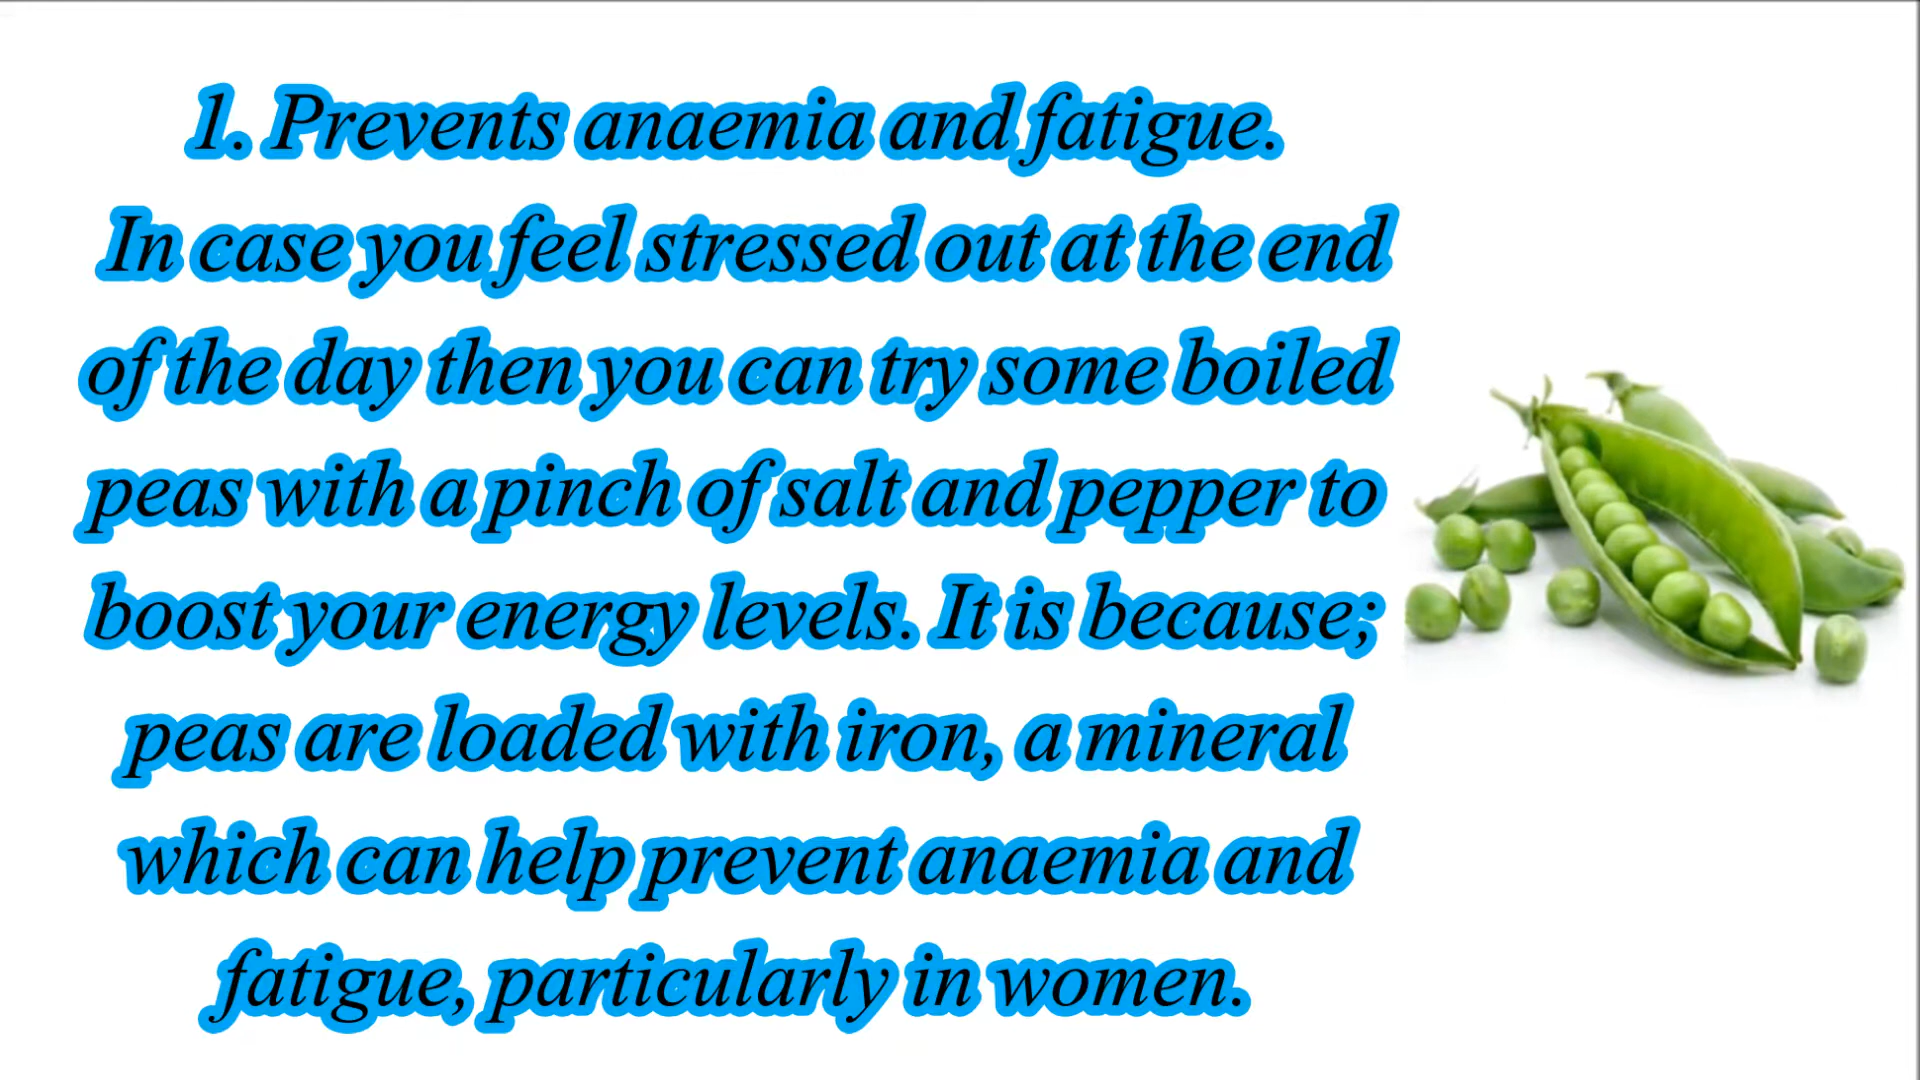 1. Prevents anaemia and fatigue.
In case you feel stressed out at the end
of the day then you can try some boiled
peas with a pinch of salt and pepper to
boost your energy levels. It is because;
peas are loaded with iron, a mineral
which can help prevent anaemia and
fatigue, particularly in women.